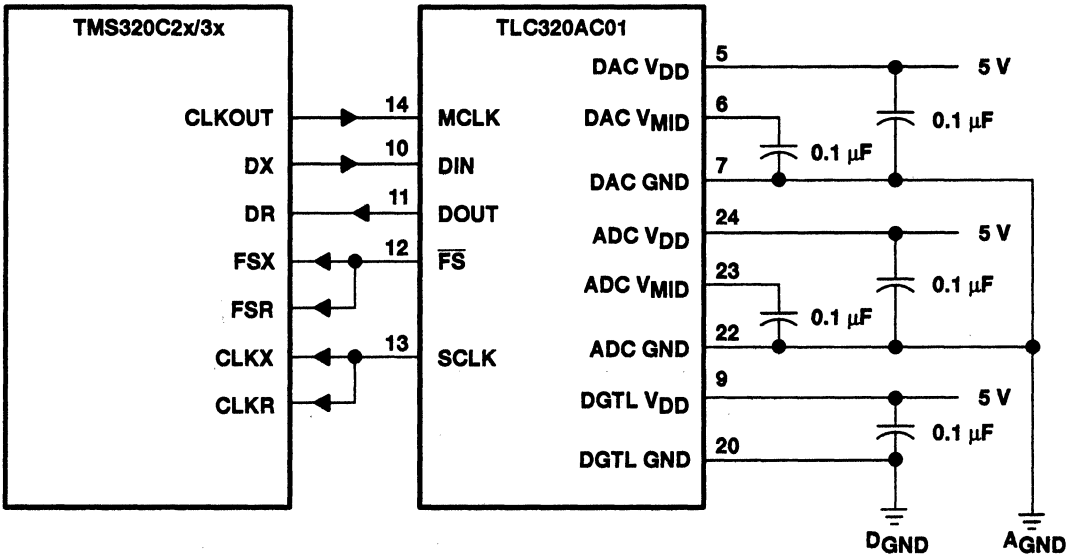 TMS320C2x/3x
CLKOUT
DX
DR
FSX
FSR
CLKX
CLKR
14
10
11
12
13
TLC320AC01
MCLK
DIN
DOUT
FS
SCLK
DAC VDD
DAC VMID
DAC GND
ADC VDD
ADC VMID
ADC GND
DGTL VDD
DGTL GND
5
6
7
24
23
22
9
20
5 V
0.1 µF
0.1 µF
5 V
0.1 µF
0.1 µF
5 V
0.1 µF
DGND
AGND